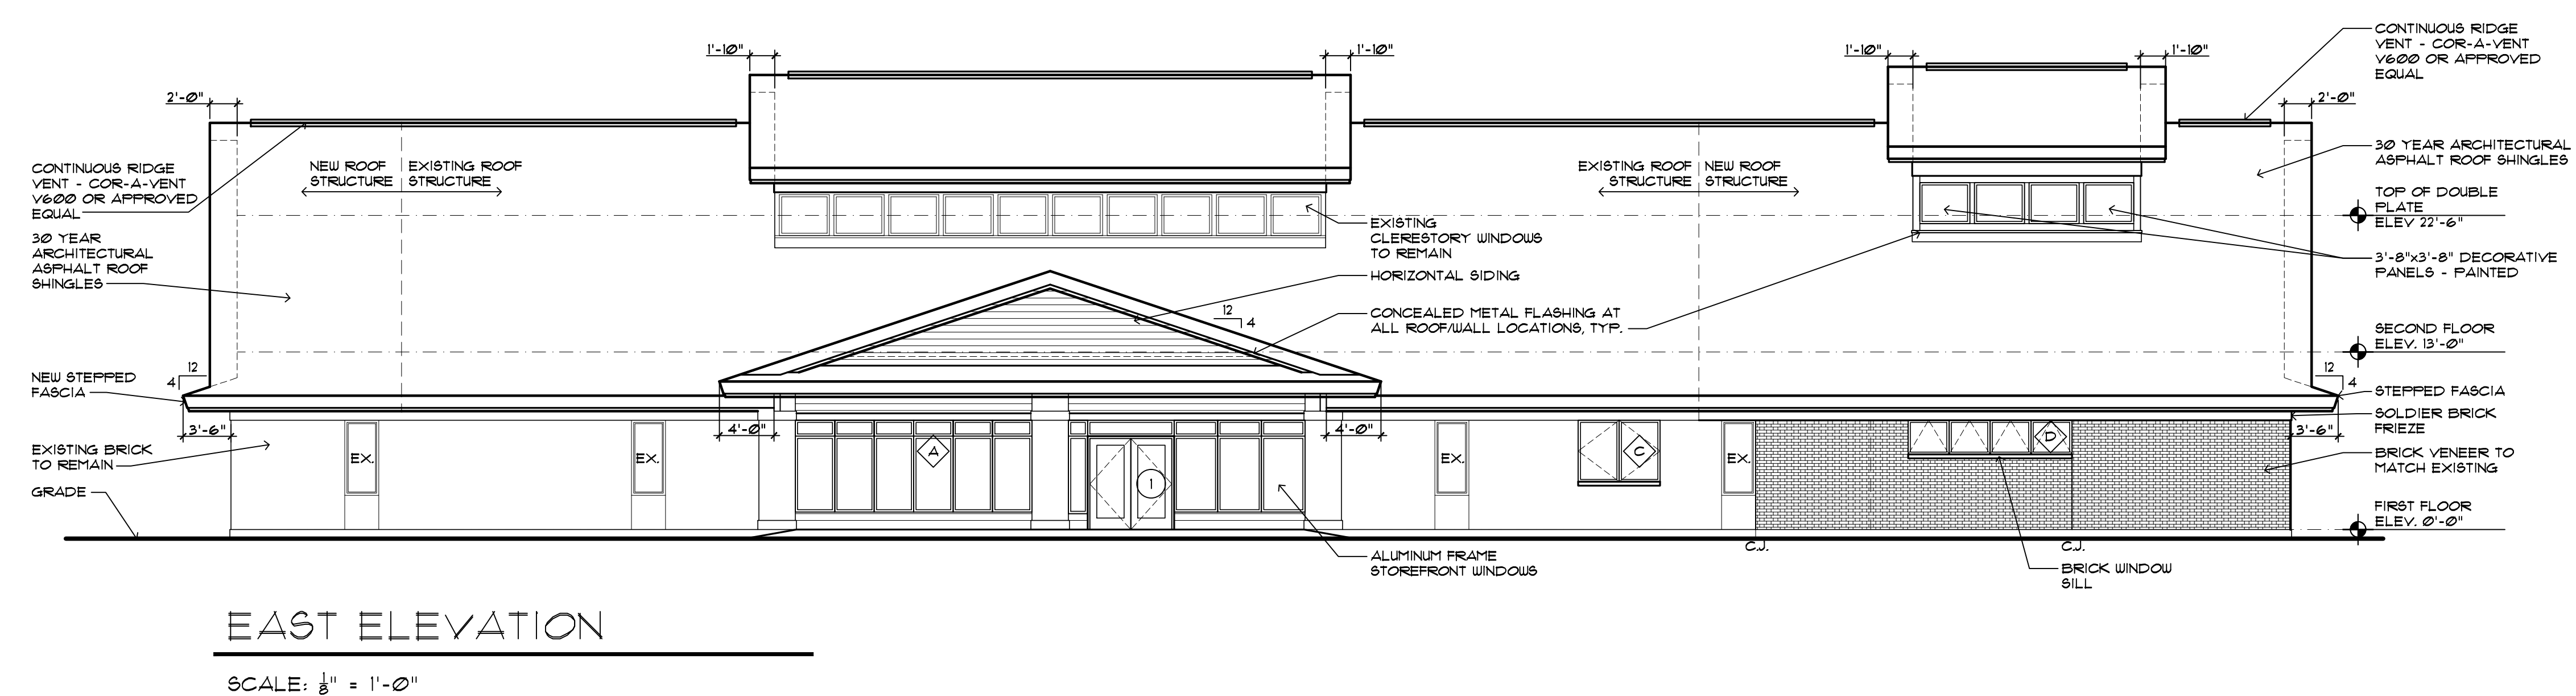 1'-10"
1'-10"
1'-10"
1'-10"
2'-0"
2'-0"
CONTINUOUS RIDGE
VENT - COR-A-VENT
V600 OR APPROVED
EQUAL
30 YEAR ARCHITECTURAL
ASPHALT ROOF SHINGLES
TOP OF DOUBLE
PLATE
ELEV 22'-6"
3'-8"x3'-8" DECORATIVE
PANELS - PAINTED
SECOND FLOOR
ELEV. 13'-0"
12
4
STEPPED FASCIA
SOLDIER BRICK
FRIEZE
3'-6"
BRICK VENEER TO
MATCH EXISTING
FIRST FLOOR
ELEV. 0'-0"
CONTINUOUS RIDGE
VENT - COR-A-VENT
V600 OR APPROVED
EQUAL
30 YEAR
ARCHITECTURAL
ASPHALT ROOF
SHINGLES
12
4
NEW STEPPED
FASCIA
3'-6"
EXISTING BRICK
TO REMAIN
GRADE
NEW ROOF
STRUCTURE
EXISTING ROOF
STRUCTURE
EXISTING ROOF
STRUCTURE
NEW ROOF
STRUCTURE
EXISTING
CLERESTORY WINDOWS
TO REMAIN
HORIZONTAL SIDING
12
4
CONCEALED METAL FLASHING AT
ALL ROOF/WALL LOCATIONS, TYP.
4'-0"
4'-0"
EX.
EX.
A
1
EX.
C
EX.
D
C.J.
C.J.
ALUMINUM FRAME
STOREFRONT WINDOWS
BRICK WINDOW
SILL
EAST ELEVATION
SCALE: 1/8" = 1'-0"